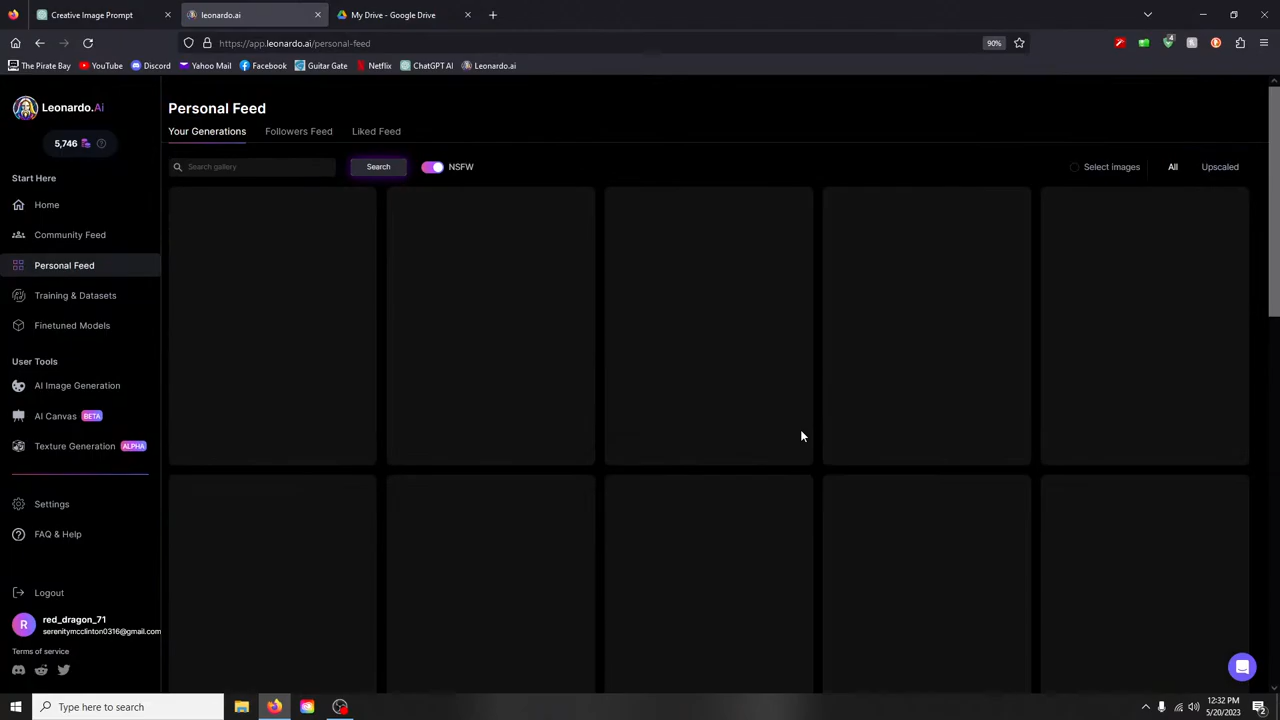 Creative Image Prompt
leonardo.ai
My Drive - Google Drive
https://app.leonardo.ai/personal-feed
90%
4
The Pirate Bay
YouTube
Discord
Yahoo Mail
Facebook
Guitar Gate
Netflix
ChatGPT AI
Leonardo.ai
Leonardo.Ai
5,746
Start Here
Home
Community Feed
Personal Feed
Training & Datasets
Finetuned Models
User Tools
AI Image Generation
AI Canvas BETA
Texture Generation ALPHA
Settings
FAQ & Help
Logout
R
red_dragon_71
serenitymcclinton0316@gmail.com
Terms of service
Personal Feed
Your Generations
Followers Feed
Liked Feed
Search gallery
Search
NSFW
Select images
All
Upscaled
Type here to search
12:32 PM
5/20/2023
2